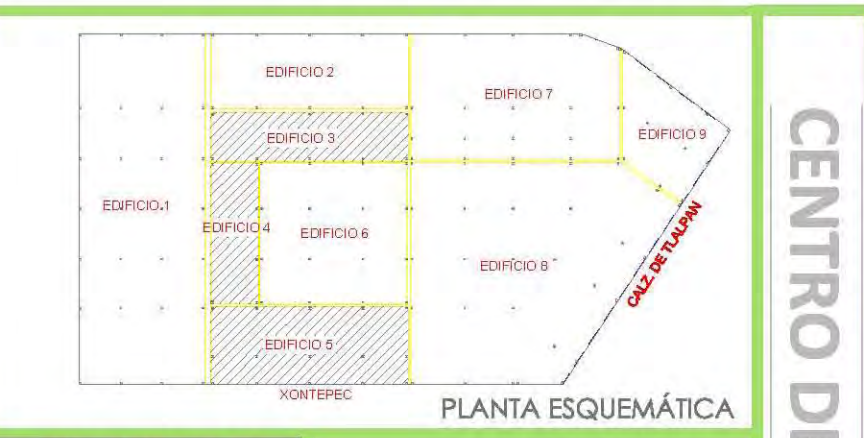 EDIFICIO 2
EDIFICIO 7
EDIFICIO 3
EDIFICIO 9
EDIFICIO 1
EDIFICIO 4
EDIFICIO 6
EDIFICIO 8
CALZ. DE TLALPAN
EDIFICIO 5
XONTEPEC
PLANTA ESQUEMÁTICA
CENTRO